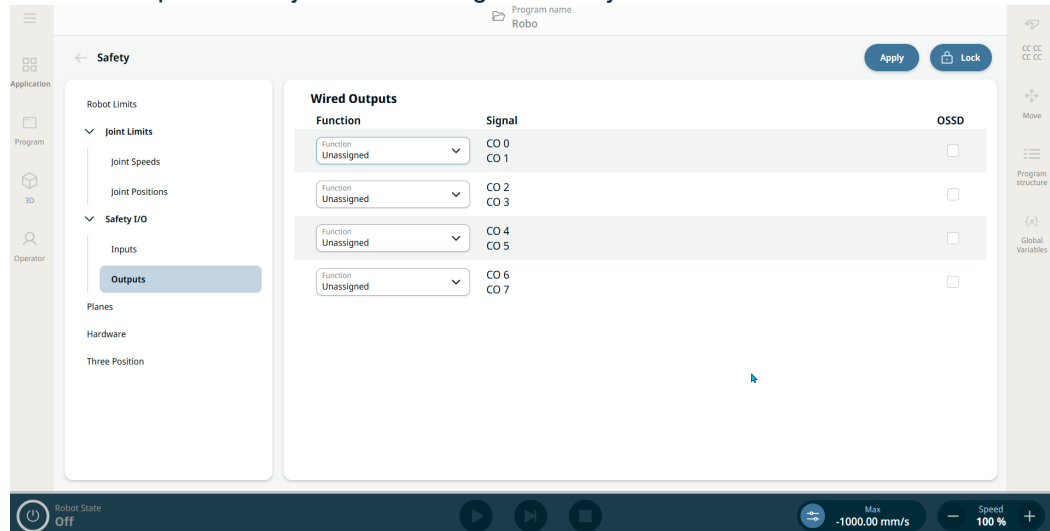 Program name
Robo
Safety
Apply
Lock
CC CC
CC CC
Application
Program
3D
Operator
Robot Limits
Joint Limits
Joint Speeds
Joint Positions
Safety I/O
Inputs
Outputs
Planes
Hardware
Three Position
Wired Outputs
Function Signal OSSD
Function
Unassigned
CO 0
CO 1
Function
Unassigned
CO 2
CO 3
Function
Unassigned
CO 4
CO 5
Function
Unassigned
CO 6
CO 7
Move
Program
structure
{x}
Global
Variables
Robot State
Off
Max
-1000.00 mm/s
Speed
100 %